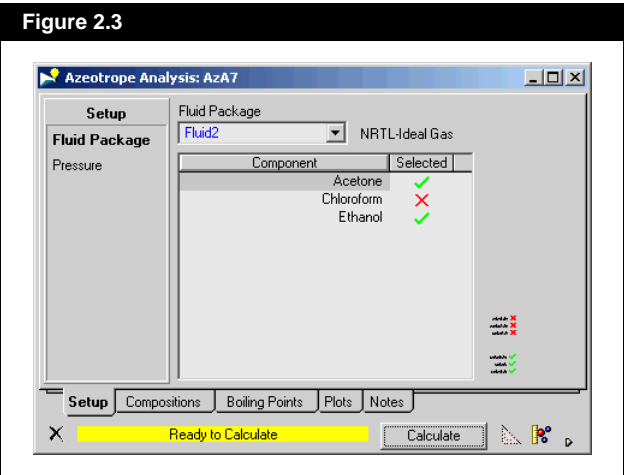 Figure 2.3
Azeotrope Analysis: AzA7
Setup
Fluid Package
Pressure
Fluid Package
Fluid2
NRTL-Ideal Gas
Component Selected
Acetone
Chloroform
Ethanol
Setup Compositions Boiling Points Plots Notes
Ready to Calculate
Calculate